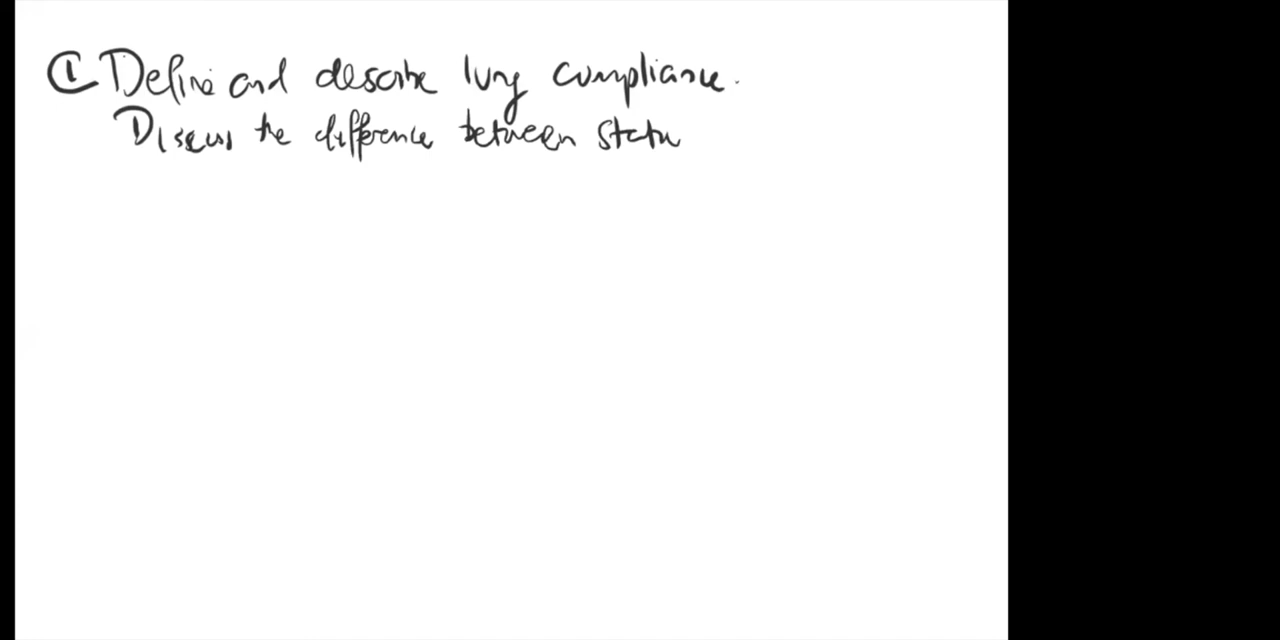 ① Define and describe lung compliance.
Discuss the difference between static